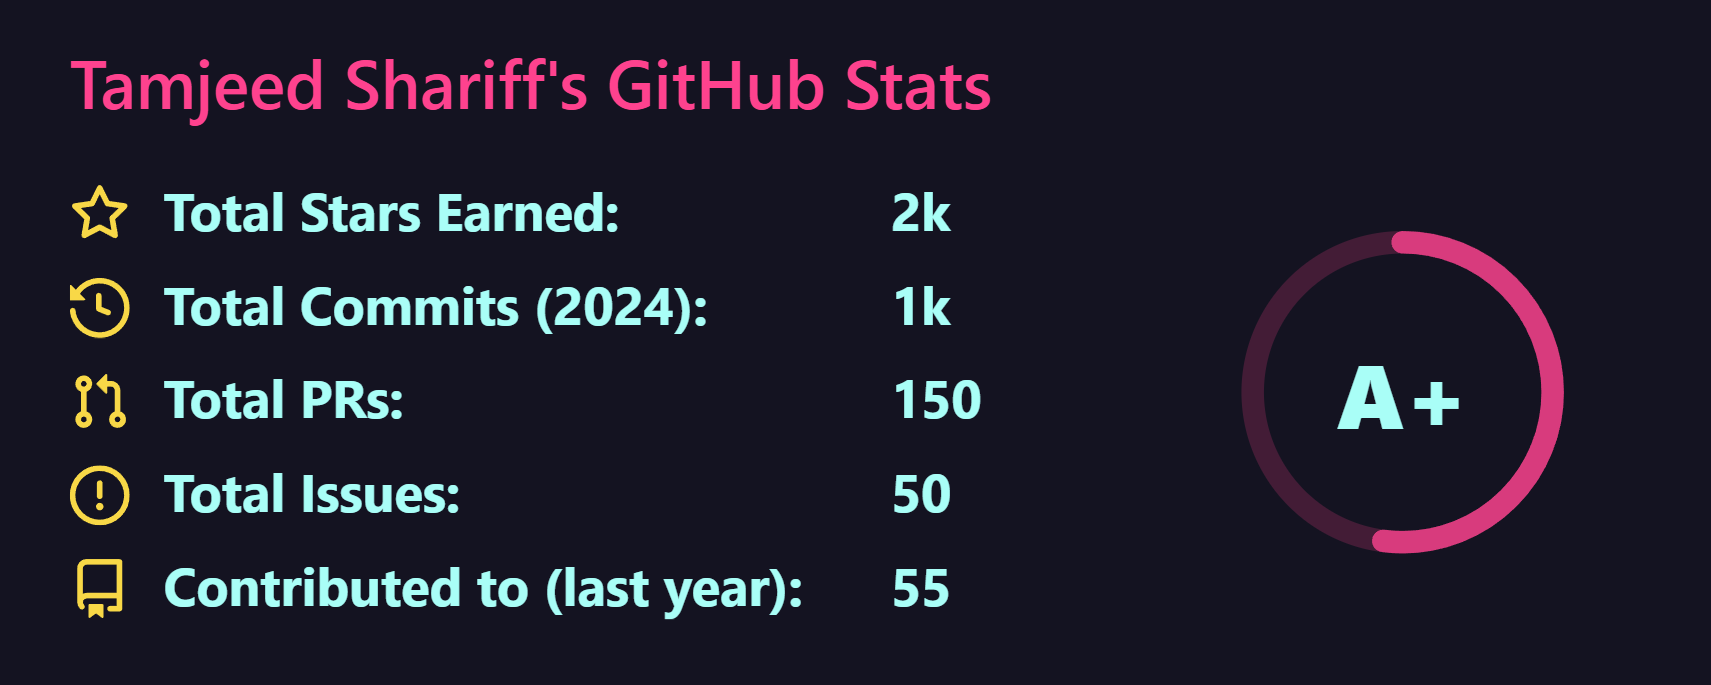 Tamjeed Shariff's GitHub Stats
Total Stars Earned: 2k
Total Commits (2024): 1k
Total PRs: 150
Total Issues: 50
Contributed to (last year): 55
A+